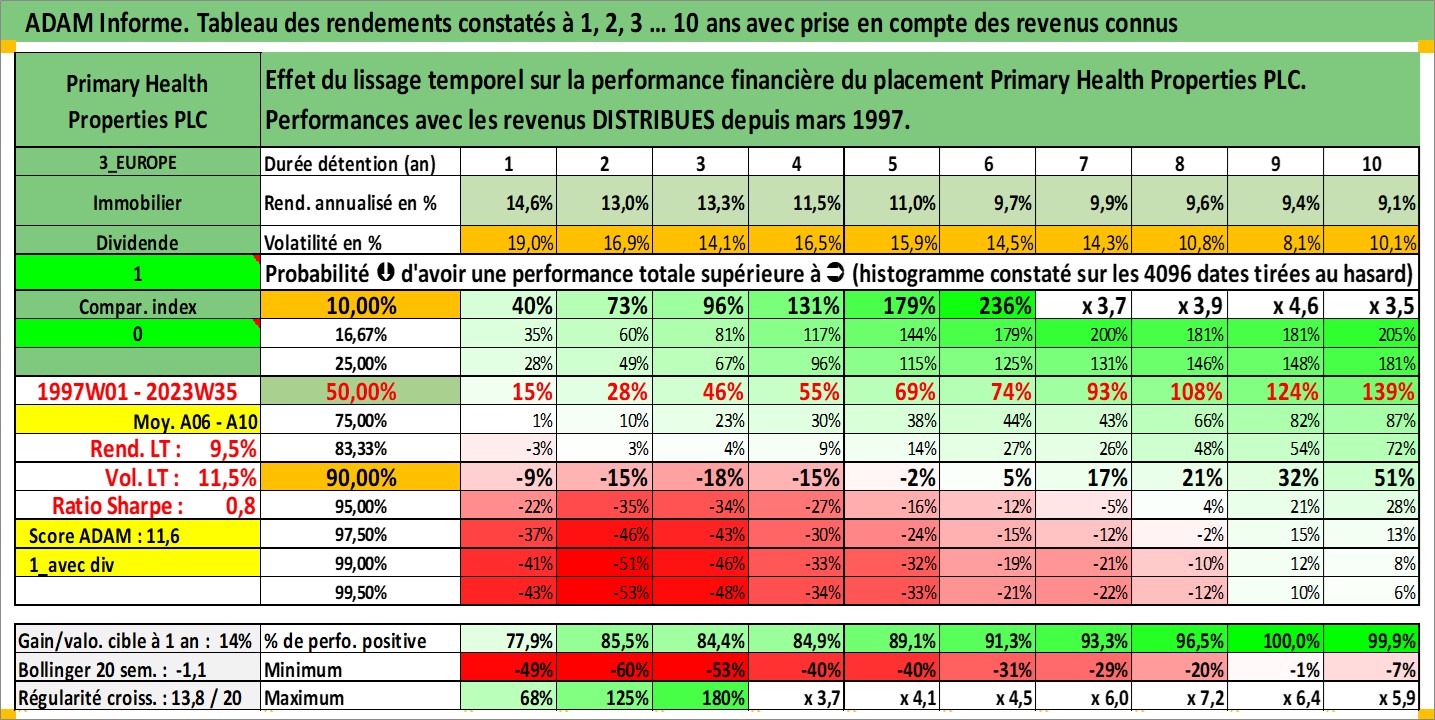 ADAM Informe. Tableau des rendements constatés à 1, 2, 3 ... 10 ans avec prise en compte des revenus connus
Primary Health Properties PLC
Effet du lissage temporel sur la performance financière du placement Primary Health Properties PLC.
Performances avec les revenus DISTRIBUES depuis mars 1997.
3_EUROPE Durée détention (an) 1 2 3 4 5 6 7 8 9 10
Immobilier Rend. annualisé en % 14,6% 13,0% 13,3% 11,5% 11,0% 9,7% 9,9% 9,6% 9,4% 9,1%
Dividende Volatilité en % 19,0% 16,9% 14,1% 16,5% 15,9% 14,5% 14,3% 10,8% 8,1% 10,1%
1 Probabilité ⬇ d'avoir une performance totale supérieure à ➲ (histogramme constaté sur les 4096 dates tirées au hasard)
Compar. index 10,00% 40% 73% 96% 131% 179% 236% x 3,7 x 3,9 x 4,6 x 3,5
0 16,67% 35% 60% 81% 117% 144% 179% 200% 181% 181% 205%
25,00% 28% 49% 67% 96% 115% 125% 131% 146% 148% 181%
1997W01 - 2023W35 50,00% 15% 28% 46% 55% 69% 74% 93% 108% 124% 139%
Moy. A06 - A10 75,00% 1% 10% 23% 30% 38% 44% 43% 66% 82% 87%
Rend. LT : 9,5% 83,33% -3% 3% 4% 9% 14% 27% 26% 48% 54% 72%
Vol. LT : 11,5% 90,00% -9% -15% -18% -15% -2% 5% 17% 21% 32% 51%
Ratio Sharpe : 0,8 95,00% -22% -35% -34% -27% -16% -12% -5% 4% 21% 28%
Score ADAM : 11,6 97,50% -37% -46% -43% -30% -24% -15% -12% -2% 15% 13%
1_avec div 99,00% -41% -51% -46% -33% -32% -19% -21% -10% 12% 8%
99,50% -43% -53% -48% -34% -33% -21% -22% -12% 10% 6%
Gain/valo. cible à 1 an : 14% % de perfo. positive 77,9% 85,5% 84,4% 84,9% 89,1% 91,3% 93,3% 96,5% 100,0% 99,9%
Bollinger 20 sem. : -1,1 Minimum -49% -60% -53% -40% -40% -31% -29% -20% -1% -7%
Régularité croiss. : 13,8 / 20 Maximum 68% 125% 180% x 3,7 x 4,1 x 4,5 x 6,0 x 7,2 x 6,4 x 5,9